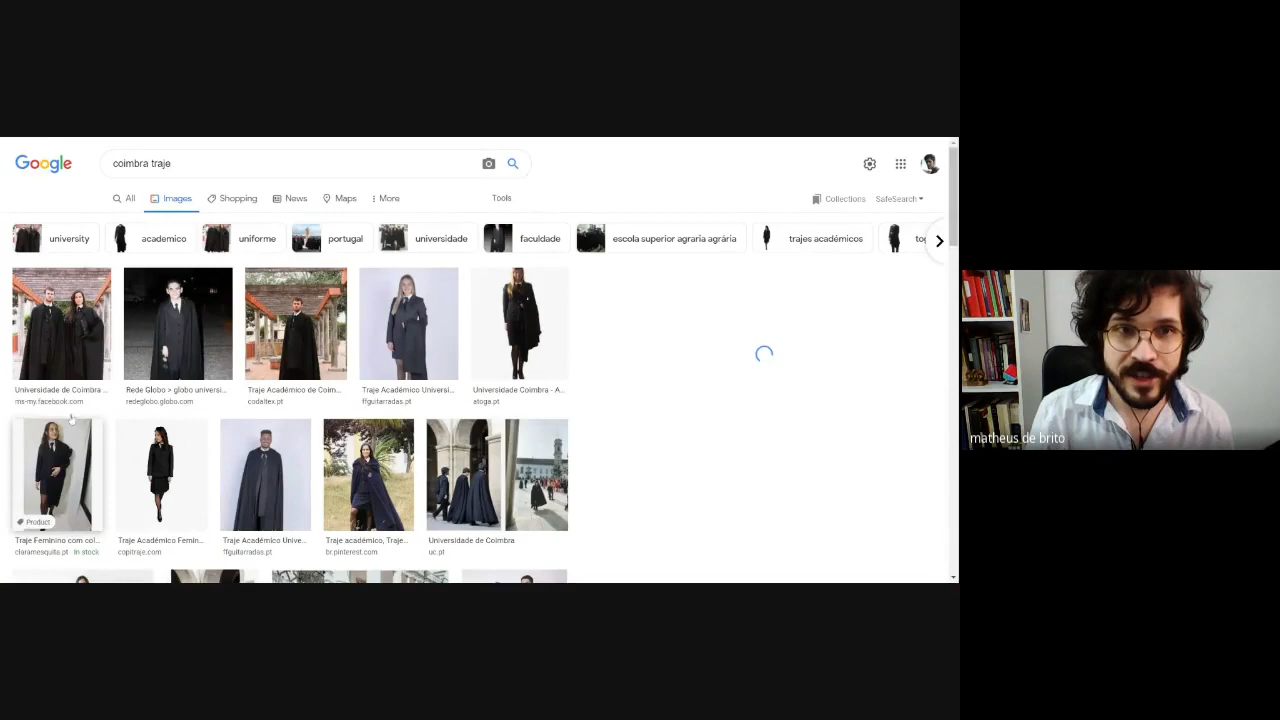 Google
coimbra traje
All
Images
Shopping
News
Maps
More
Tools
Collections
SafeSearch
university
academico
uniforme
portugal
universidade
faculdade
escola superior agraria agrária
trajes académicos
tog
Universidade de Coimbra ...
Rede Globo > globo universi...
Traje Académico de Coim...
Traje Académico Universi...
Universidade Coimbra - A...
ms-my.facebook.com
redeglobo.globo.com
codaltex.pt
ffguitarradas.pt
atoga.pt
Product
Traje Feminino com col...
Traje Académico Femin...
Traje Académico Unive...
Traje académico, Traje...
Universidade de Coimbra
claramesquita.pt In stock
copitraje.com
ffguitarradas.pt
br.pinterest.com
uc.pt
matheus de brito